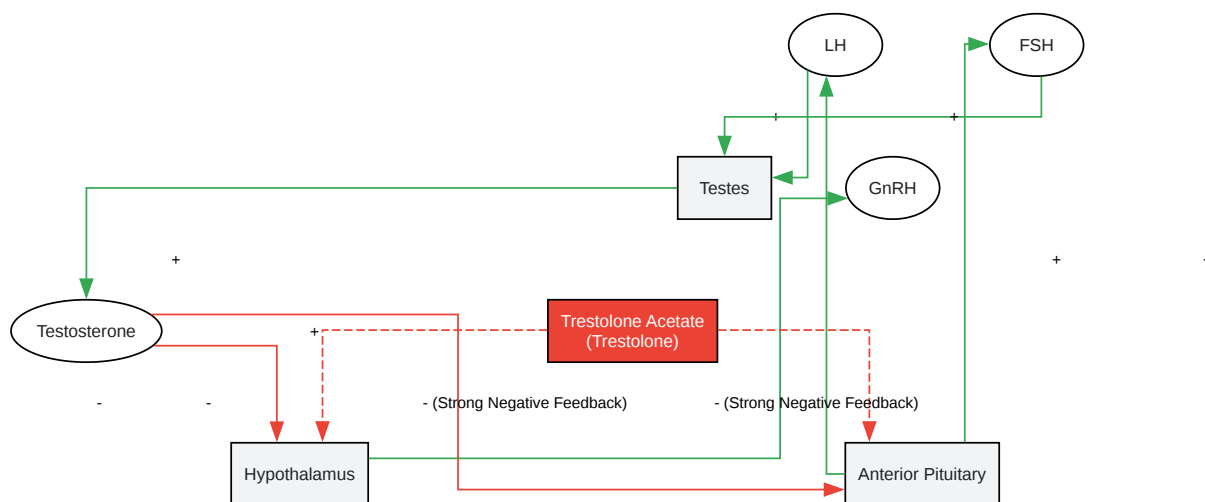 LH
FSH
+
+
Testes
GnRH
+
+
Testosterone
+
Trestolone Acetate
(Trestolone)
-
-
- (Strong Negative Feedback)
- (Strong Negative Feedback)
Hypothalamus
Anterior Pituitary